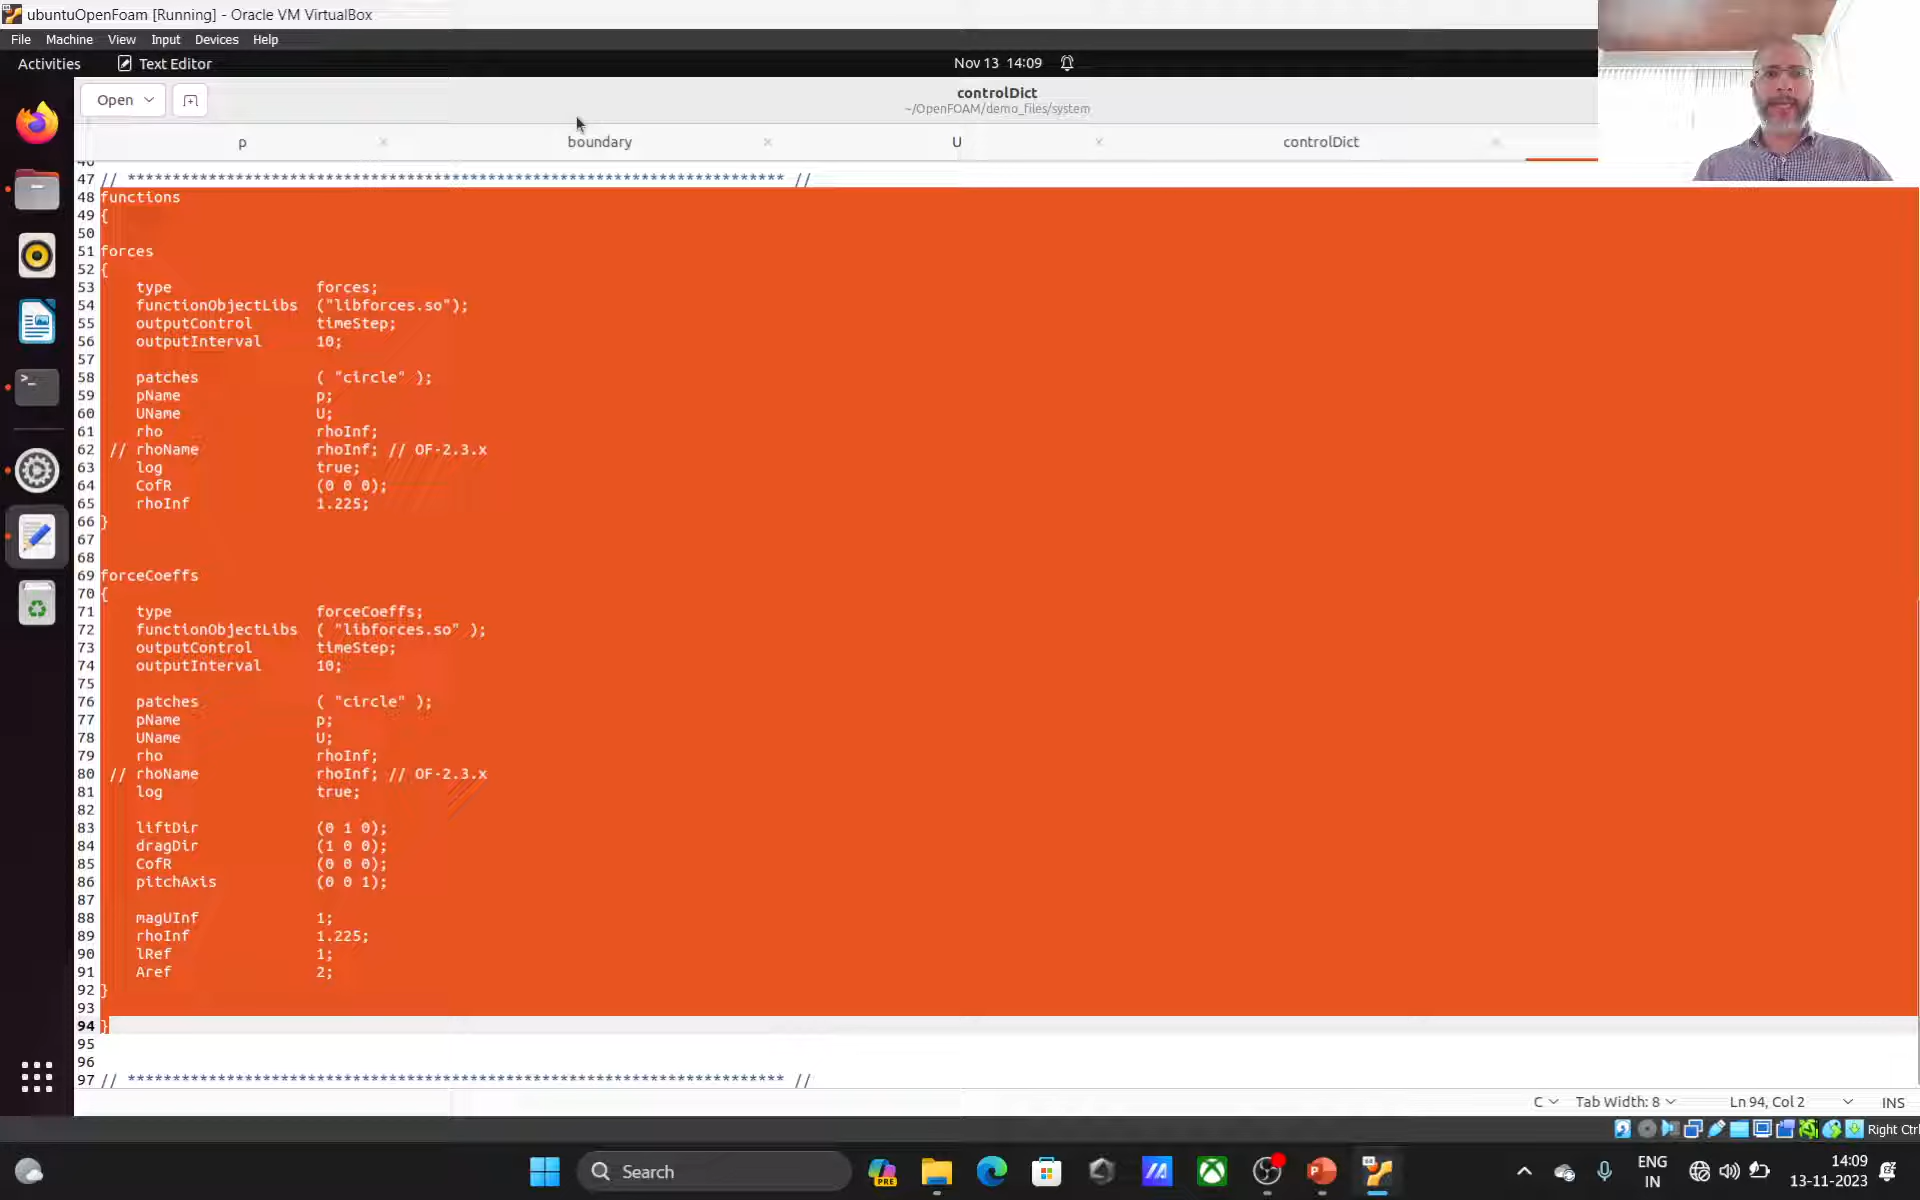 ubuntuOpenFoam [Running] - Oracle VM VirtualBox
File Machine View Input Devices Help
Activities Text Editor Nov 13 14:09
Open controlDict
~/OpenFOAM/demo_files/system
p boundary U controlDict
46
47 // ************************************************************************* //
48 functions
49 {
50
51 forces
52 {
53 type forces;
54 functionObjectLibs ("libforces.so");
55 outputControl timeStep;
56 outputInterval 10;
57
58 patches ( "circle" );
59 pName p;
60 UName U;
61 rho rhoInf;
62 // rhoName rhoInf; // OF-2.3.x
63 log true;
64 CofR (0 0 0);
65 rhoInf 1.225;
66 }
67
68
69 forceCoeffs
70 {
71 type forceCoeffs;
72 functionObjectLibs ( "libforces.so" );
73 outputControl timeStep;
74 outputInterval 10;
75
76 patches ( "circle" );
77 pName p;
78 UName U;
79 rho rhoInf;
80 // rhoName rhoInf; // OF-2.3.x
81 log true;
82
83 liftDir (0 1 0);
84 dragDir (1 0 0);
85 CofR (0 0 0);
86 pitchAxis (0 0 1);
87
88 magUInf 1;
89 rhoInf 1.225;
90 lRef 1;
91 Aref 2;
92 }
93
94 }
95
96
97 // ************************************************************************* //
C Tab Width: 8 Ln 94, Col 2 INS
Right Ctrl
Search PRE ENG 14:09
IN 13-11-2023